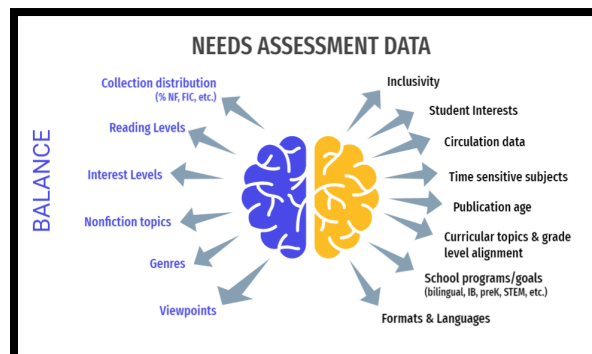 NEEDS ASSESSMENT DATA
BALANCE
Collection distribution
(% NF, FIC, etc.)
Reading Levels
Interest Levels
Nonfiction topics
Genres
Viewpoints
Inclusivity
Student Interests
Circulation data
Time sensitive subjects
Publication age
Curricular topics & grade
level alignment
School programs/goals
(bilingual, IB, preK, STEM, etc.)
Formats & Languages